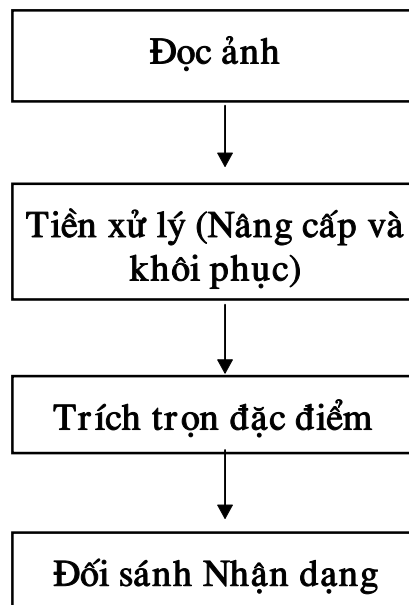 Đọc ảnh
Tiền xử lý (Nâng cấp và
khôi phục)
Trích trọn đặc điểm
Đối sánh Nhận dạng